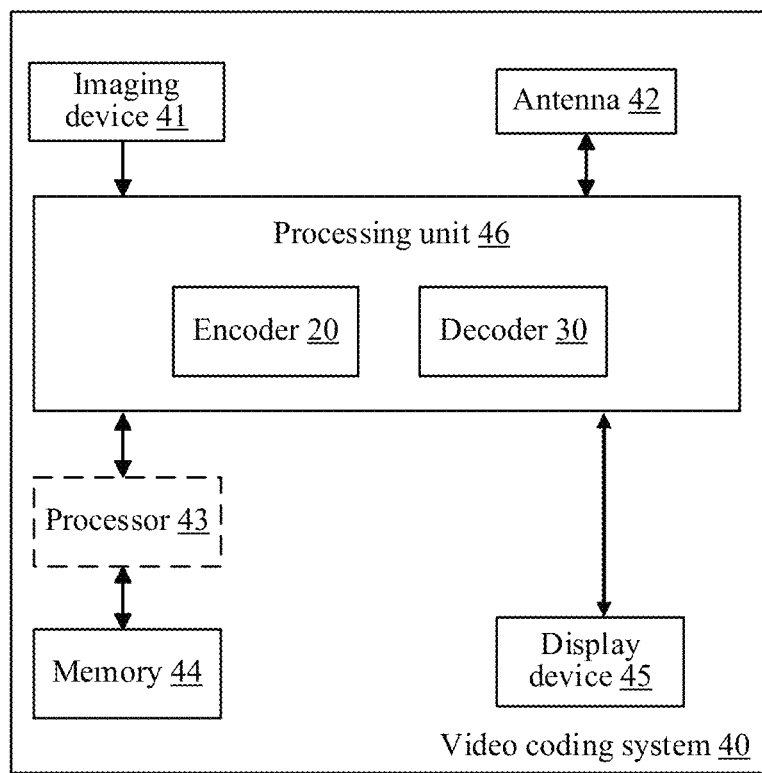 Imaging
device 41
Antenna 42
Processing unit 46
Encoder 20
Decoder 30
Processor 43
Memory 44
Display
device 45
Video coding system 40